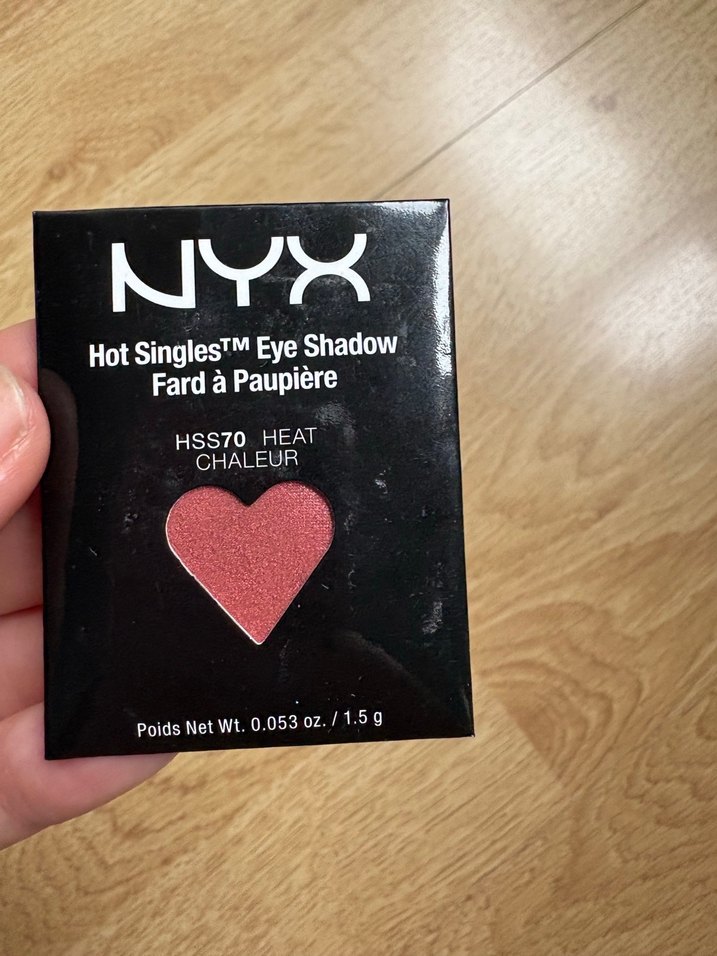 NYX
Hot Singles™ Eye Shadow
Fard à Paupière
HSS70 HEAT
CHALEUR
Poids Net Wt. 0.053 oz. / 1.5 g